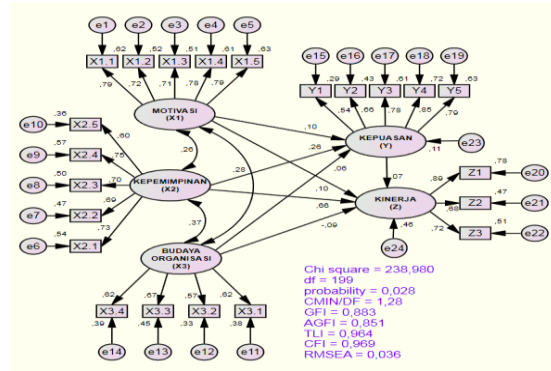 e1 e2 e3 e4 e5
,62 ,52 ,51 ,61 ,63
X1.1 X1.2 X1.3 X1.4 X1.5
,79 ,72 ,71 ,78 ,79
MOTIVASI
(X1)
e15 e16 e17 e18 e19
,29 ,43 ,61 ,72 ,63
Y1 Y2 Y3 Y4 Y5
,54 ,66 ,78 ,85 ,79
KEPUASAN
(Y)
,11
e23
,36
e10 X2.5 ,60
,57
e9 X2.4 ,75
,50
e8 X2.3 ,70
,47
e7 X2.2 ,69
,54
e6 X2.1 ,73
KEPEMIMPINAN
(X2)
,26
,28
,37
,10
,26
,06
,10
,66
-,09
,07
KINERJA
(Z)
,46
e24
,78
,89 Z1 e20
,47
,68 Z2 e21
,51
,72 Z3 e22
BUDAYA
ORGANISASI
(X3)
,62 ,67 ,57 ,62
X3.4 X3.3 X3.2 X3.1
,39 ,45 ,33 ,38
e14 e13 e12 e11
Chi square = 238,980
df = 199
probability = 0,028
CMIN/DF = 1,28
GFI = 0,883
AGFI = 0,851
TLI = 0,964
CFI = 0,969
RMSEA = 0,036